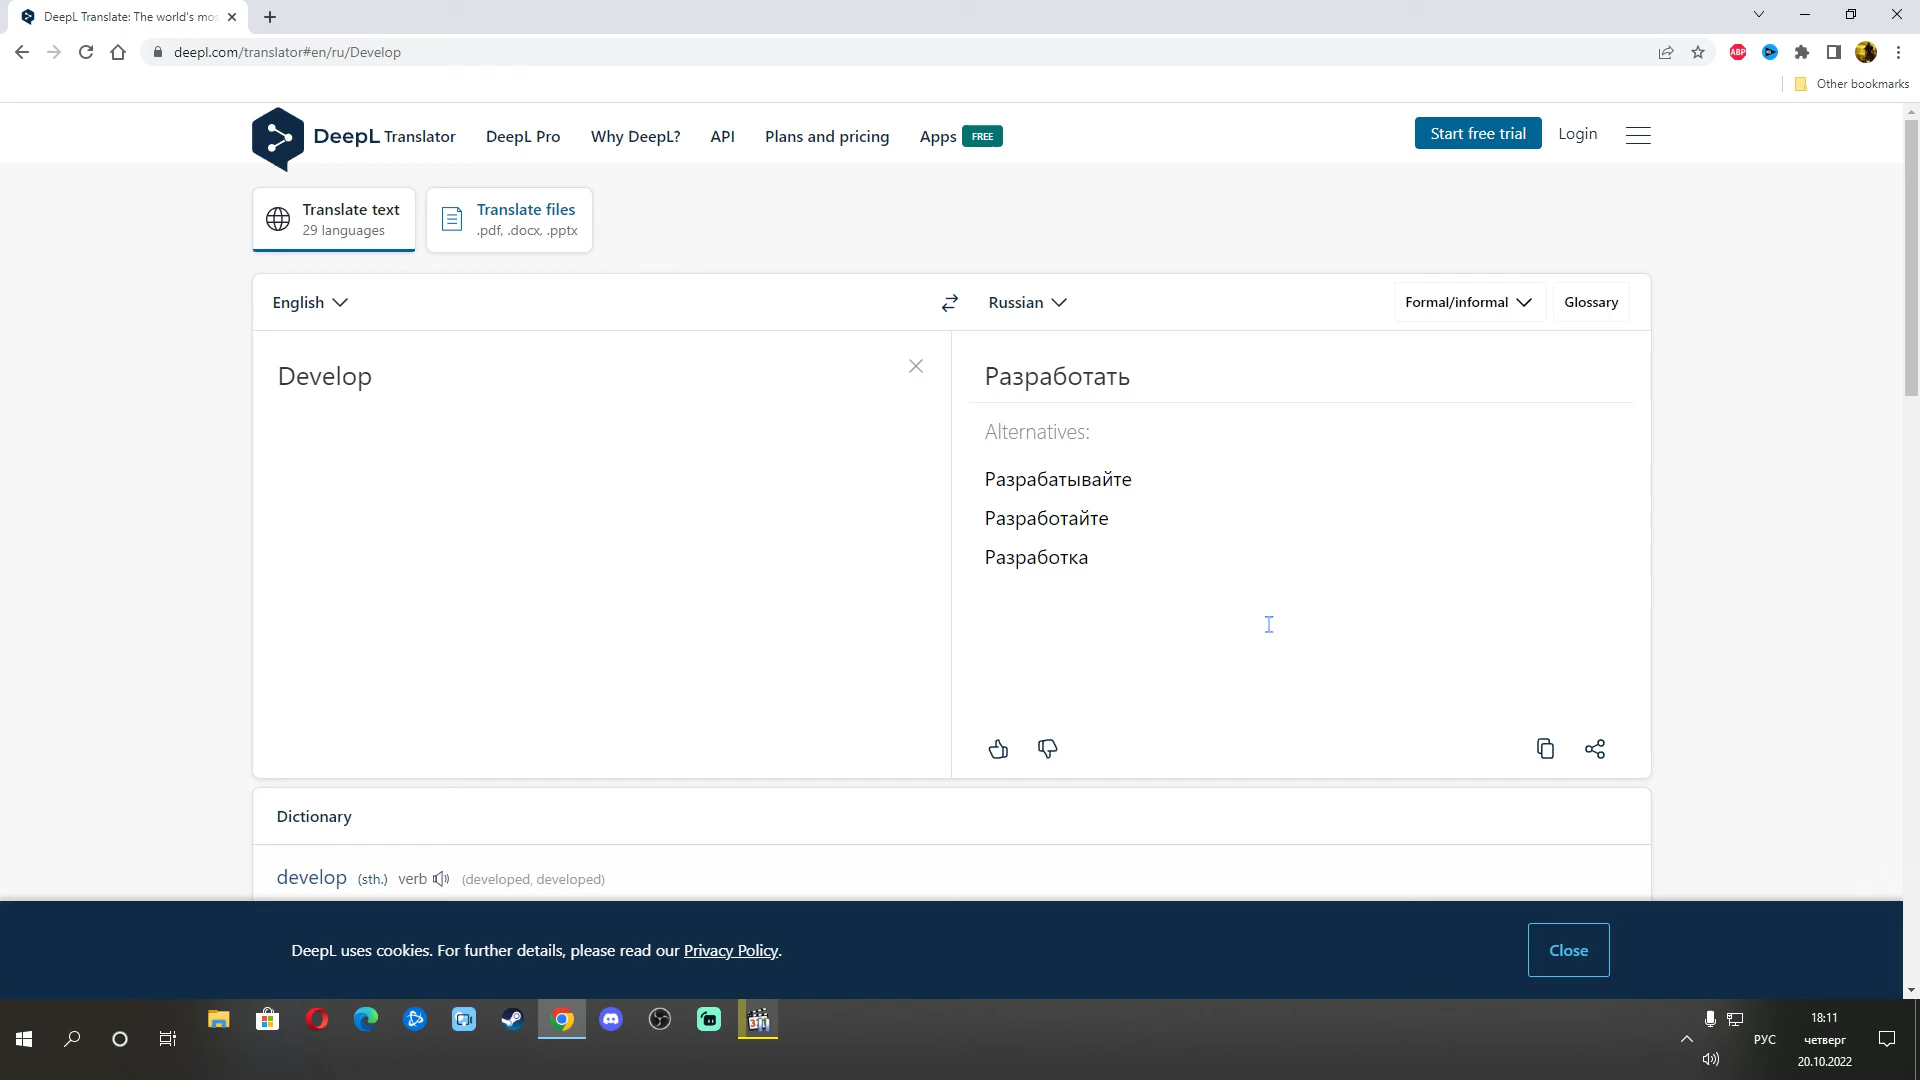 DeepL Translate: The world's mos
deepl.com/translator#en/ru/Develop
ABP
Other bookmarks
DeepL Translator
DeepL Pro
Why DeepL?
API
Plans and pricing
Apps FREE
Start free trial
Login
Translate text
29 languages
Translate files
.pdf, .docx, .pptx
English
Russian
Formal/informal
Glossary
Develop
Разработать
Alternatives:
Разрабатывайте
Разработайте
Разработка
Dictionary
develop (sth.) verb (developed, developed)
DeepL uses cookies. For further details, please read our Privacy Policy.
Close
18:11
РУС
четверг
20.10.2022